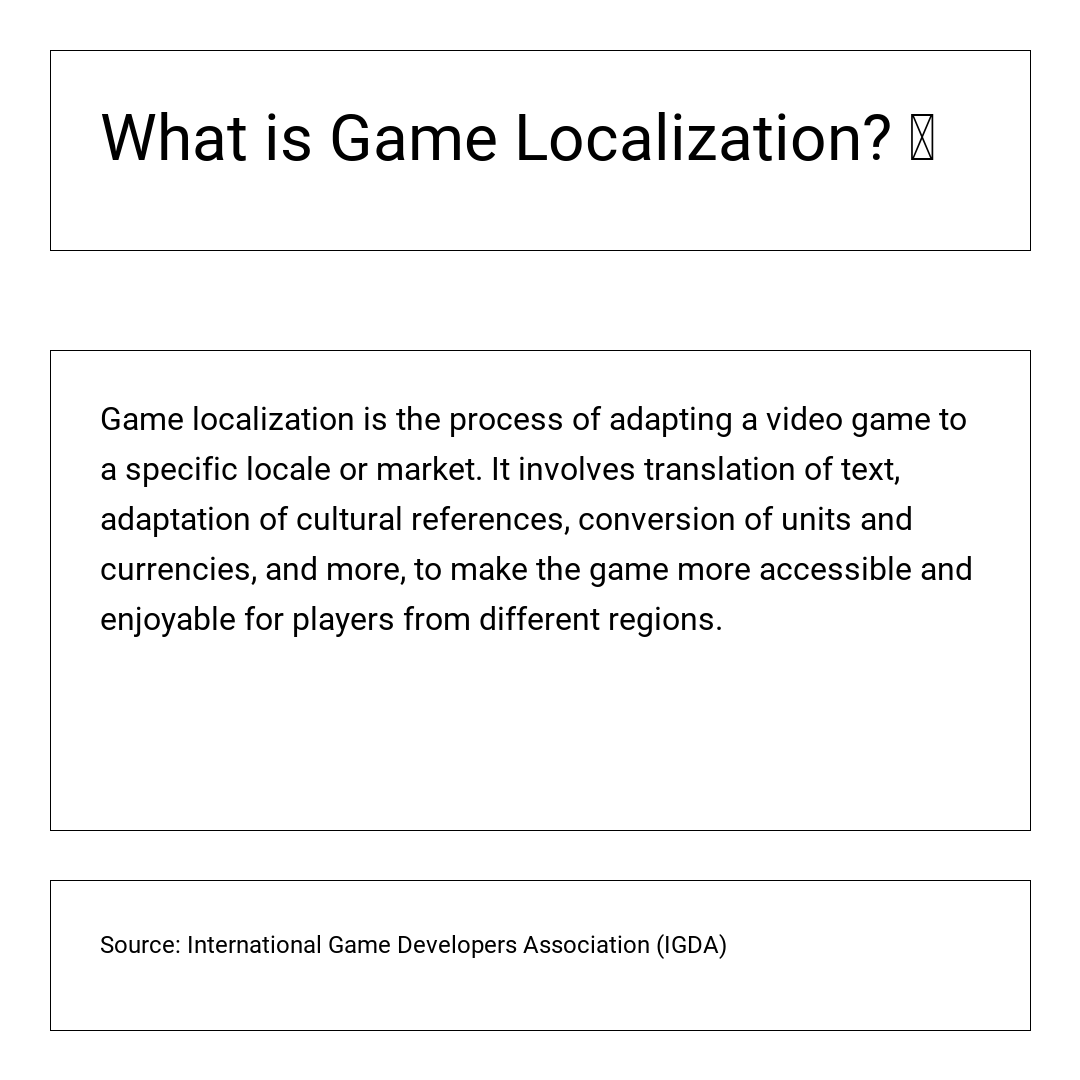 What is Game Localization?
Game localization is the process of adapting a video game to
a specific locale or market. It involves translation of text,
adaptation of cultural references, conversion of units and
currencies, and more, to make the game more accessible and
enjoyable for players from different regions.
Source: International Game Developers Association (IGDA)